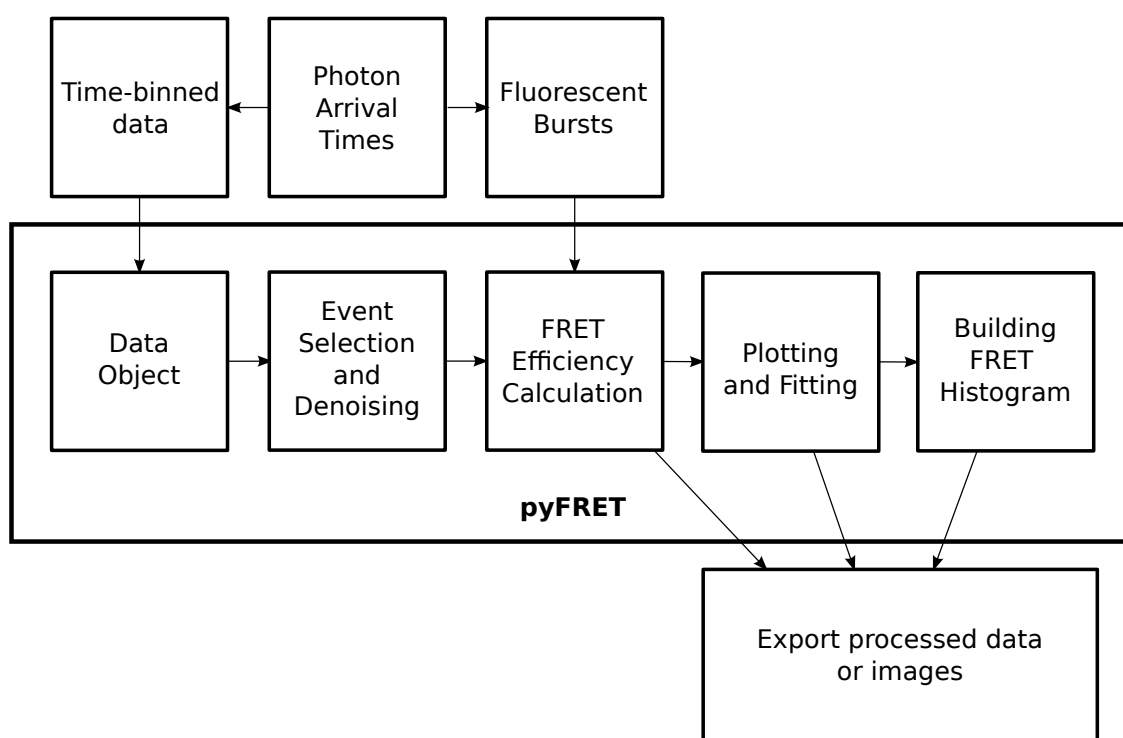 Time-binned
data
Photon
Arrival
Times
Fluorescent
Bursts
Data
Object
Event
Selection
and
Denoising
FRET
Efficiency
Calculation
Plotting
and Fitting
Building
FRET
Histogram
pyFRET
Export processed data
or images